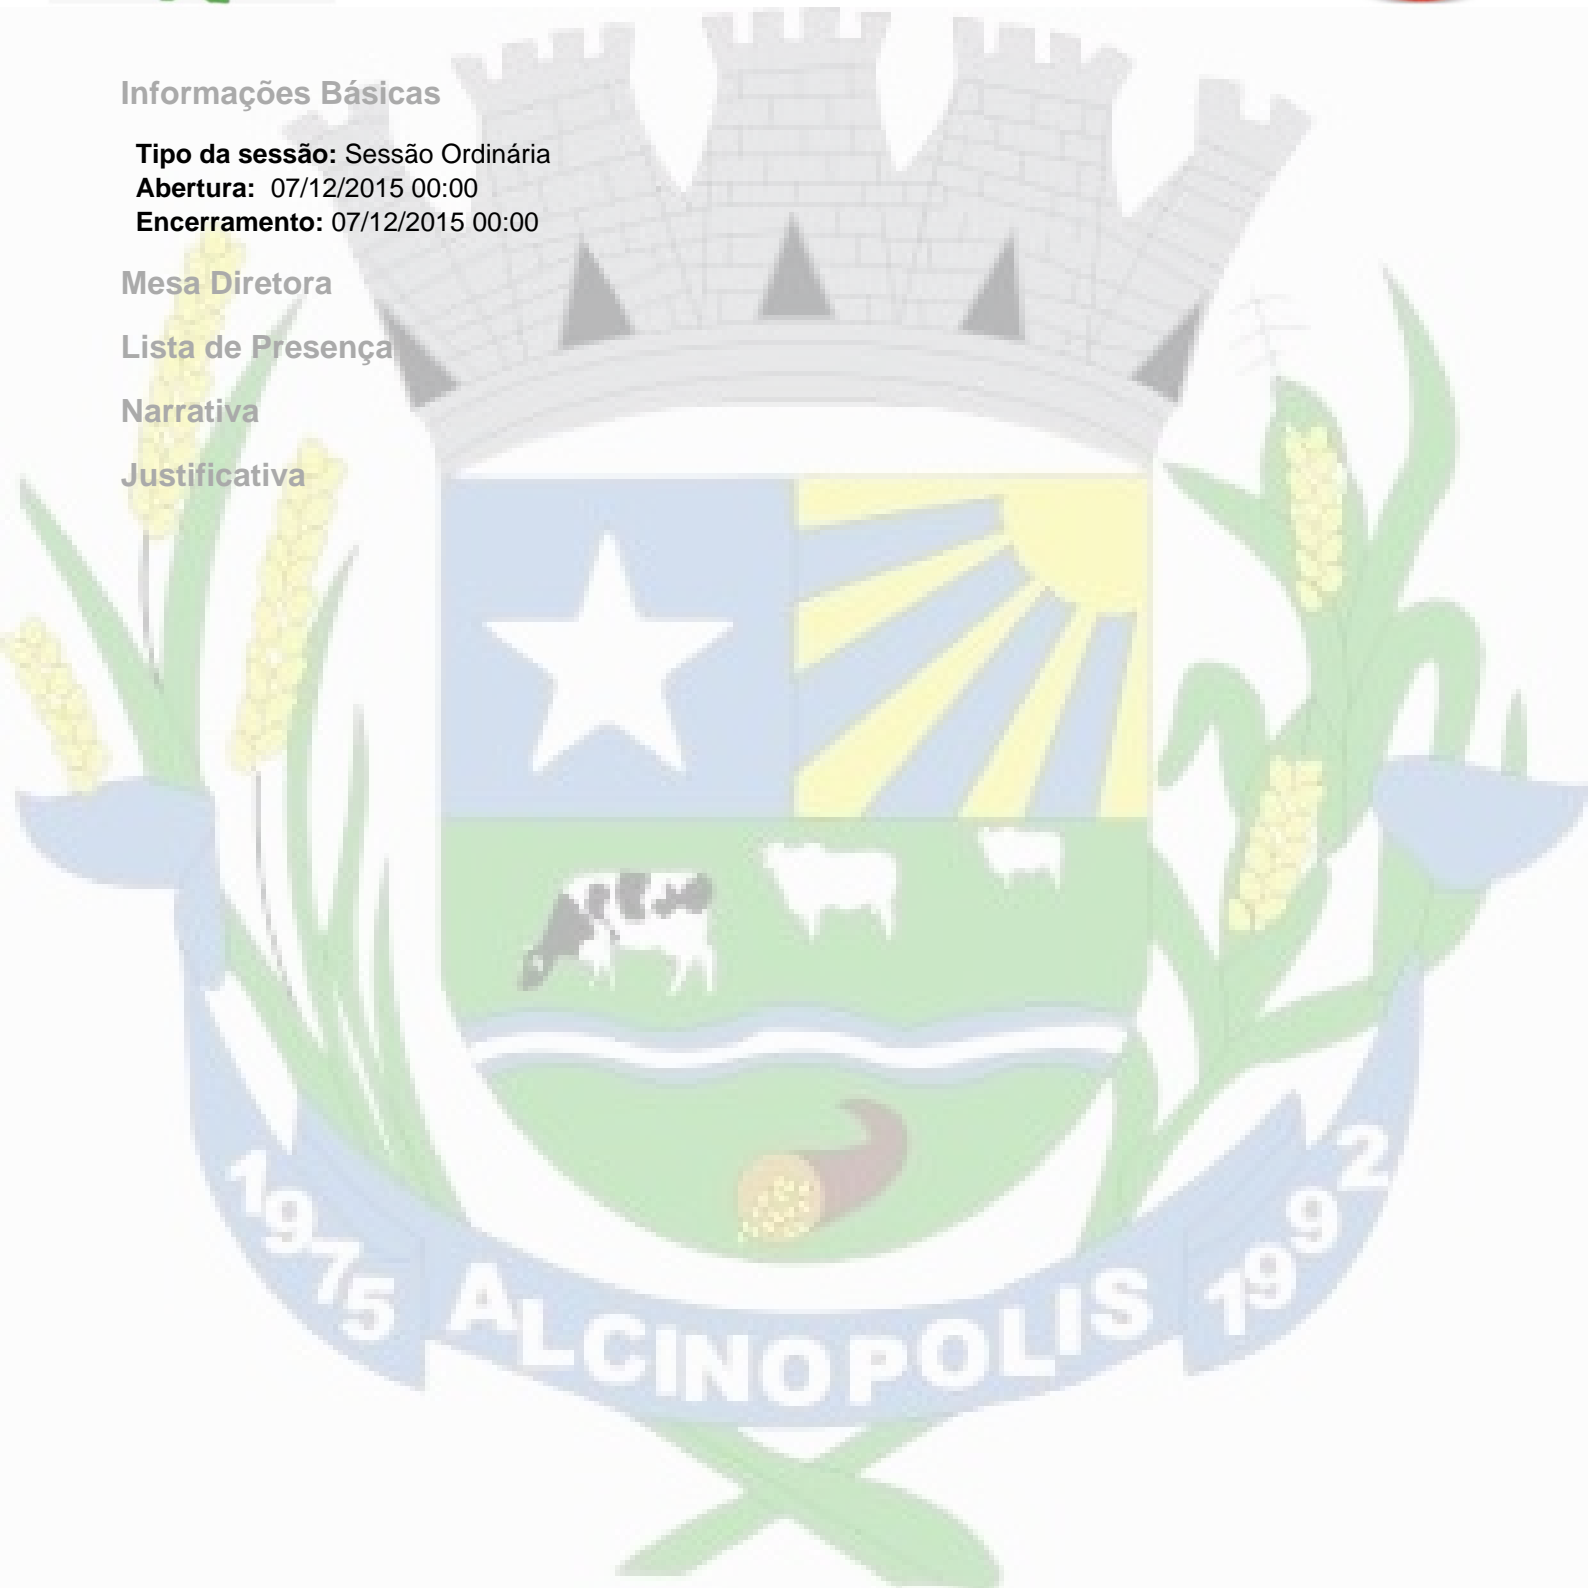 Informações Básicas
Tipo da sessão: Sessão Ordinária
Abertura: 07/12/2015 00:00
Encerramento: 07/12/2015 00:00
Mesa Diretora
Lista de Presença
Narrativa
Justificativa
1975 ALCINOPOLIS 1992